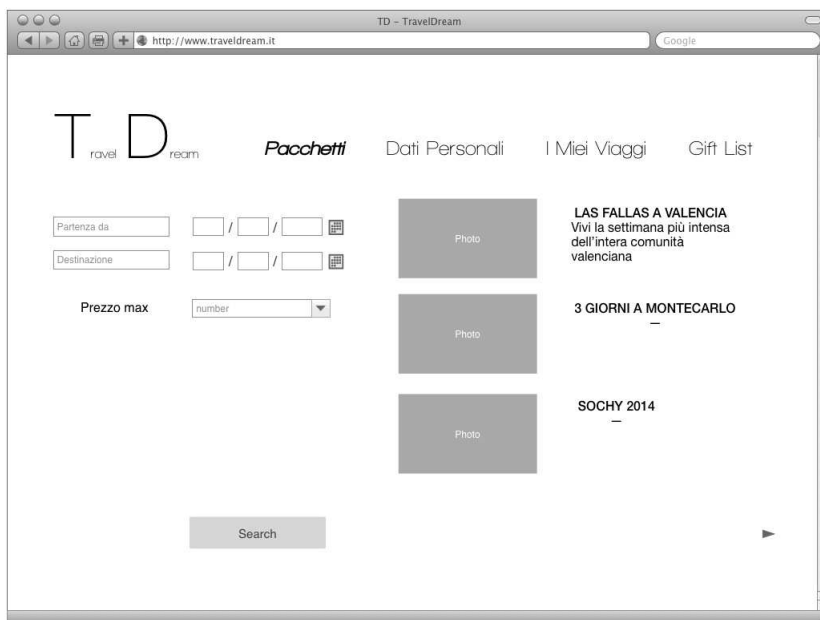 TD - TravelDream
http://www.traveldream.it
Google
Travel Dream
Pacchetti
Dati Personali
I Miei Viaggi
Gift List
Partenza da
/ /
Destinazione
/ /
Prezzo max
number
Search
Photo
LAS FALLAS A VALENCIA
Vivi la settimana più intensa
dell'intera comunità
valenciana
Photo
3 GIORNI A MONTECARLO
—
Photo
SOCHY 2014
—